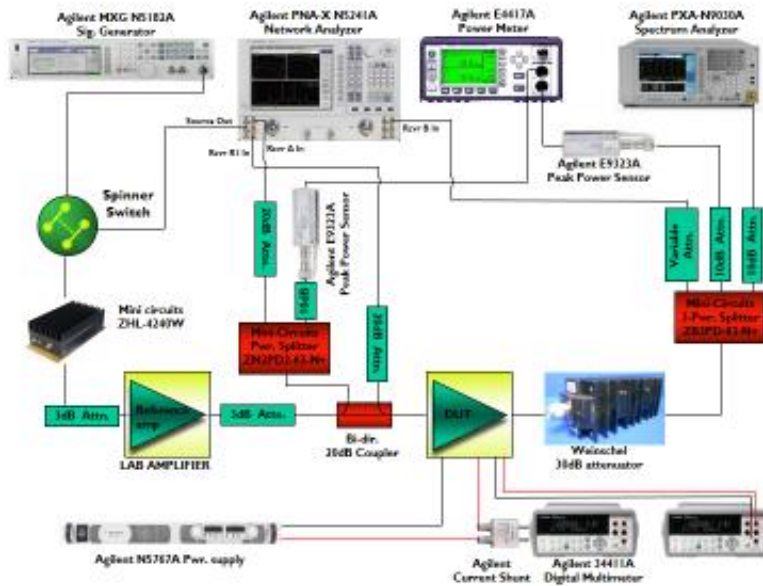 Agilent MXG N5182A
Sig. Generator
Agilent PNA-X N5241A
Network Analyzer
Agilent E4417A
Power Meter
Agilent PXA-N9030A
Spectrum Analyzer
Source Out
Rcvr R1 In
Rcvr A In
Rcvr B In
Agilent E9323A
Peak Power Sensor
Spinner
Switch
20dB Attn.
Agilent E9323A
Peak Power Sensor
10dB
20dB Attn.
Variable
Attn.
10dB Attn.
10dB Attn.
Mini circuits
ZHL-4240W
Mini-Circuits
Pwr. Splitter
Mini-Circuits
3-Pwr. Splitter
3dB Attn.
Reference
amp
LAB AMPLIFIER
3dB Attn.
Bi-dir.
20dB Coupler
DUT
Weinschel
30dB attenuator
Agilent N5767A Pwr. supply
Agilent
Current Shunt
Agilent 34411A
Digital Multimeter